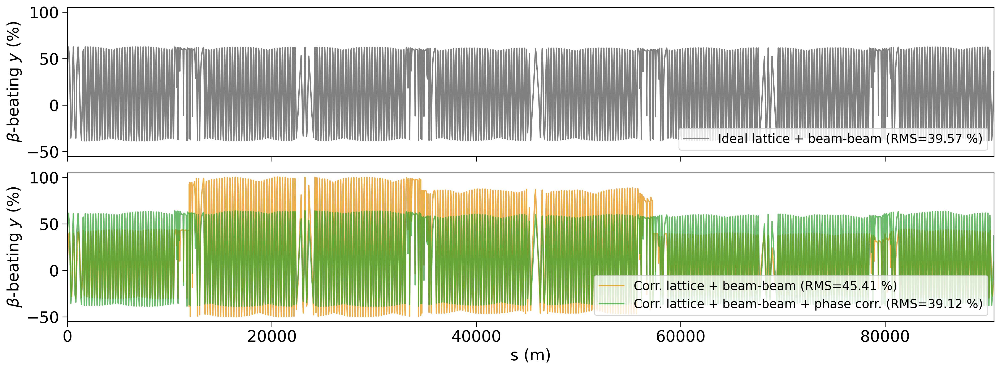 100
50
0
−50
β-beating y (%)
Ideal lattice + beam-beam (RMS=39.57 %)
100
50
0
−50
β-beating y (%)
Corr. lattice + beam-beam (RMS=45.41 %)
Corr. lattice + beam-beam + phase corr. (RMS=39.12 %)
0 20000 40000 60000 80000
s (m)